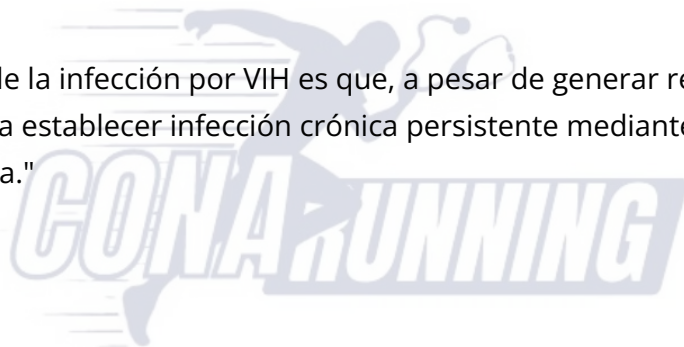 de la infección por VIH es que, a pesar de generar re
a establecer infección crónica persistente mediante
a."
CONARUNNING